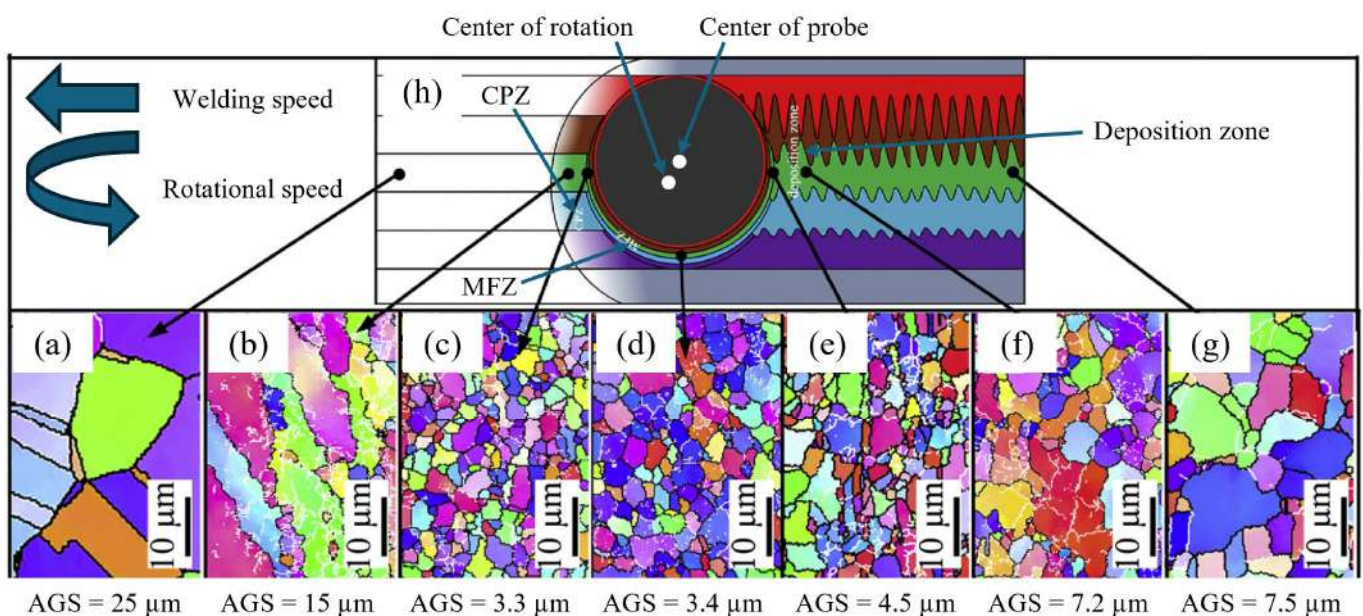 Center of rotation
Center of probe
Welding speed
Rotational speed
(h)
CPZ
CPZ
MFZ
MFZ
deposition zone
Deposition zone
(a)
(b)
(c)
(d)
(e)
(f)
(g)
10 µm
10 µm
10 µm
10 µm
10 µm
10 µm
10 µm
AGS = 25 µm
AGS = 15 µm
AGS = 3.3 µm
AGS = 3.4 µm
AGS = 4.5 µm
AGS = 7.2 µm
AGS = 7.5 µm